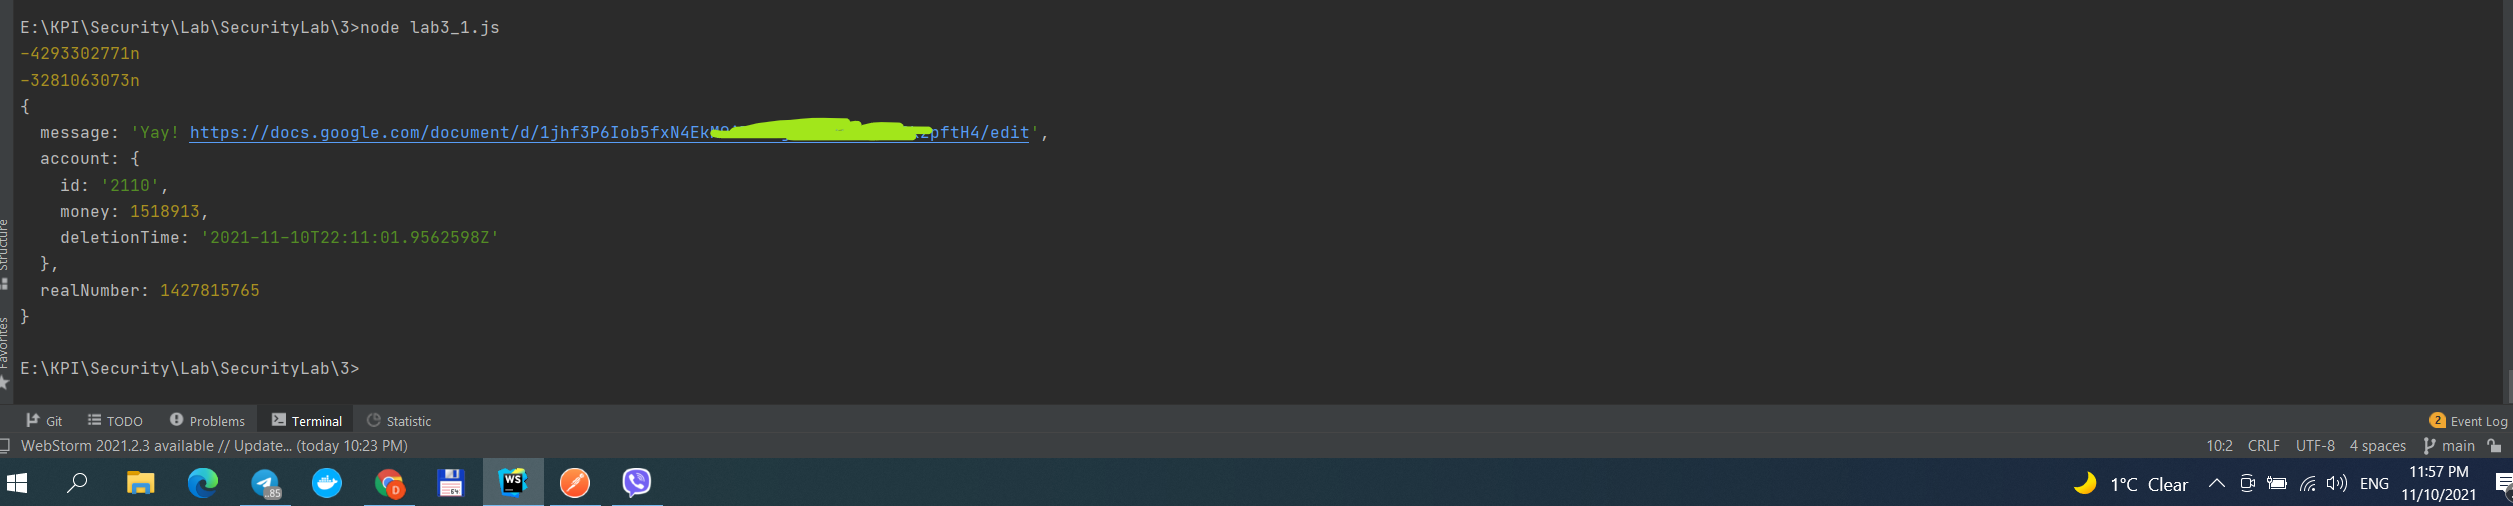 E:\KPI\Security\Lab\SecurityLab\3>node lab3_1.js
-4293302771n
-3281063073n
{
message: 'Yay! https://docs.google.com/document/d/1jhf3P6Iob5fxN4Ek pftH4/edit',
account: {
id: '2110',
money: 1518913,
deletionTime: '2021-11-10T22:11:01.9562598Z'
},
realNumber: 1427815765
}
E:\KPI\Security\Lab\SecurityLab\3>
Structure
Favorites
Git TODO Problems Terminal Statistic 2 Event Log
WebStorm 2021.2.3 available // Update... (today 10:23 PM) 10:2 CRLF UTF-8 4 spaces main
..85 D 64 WS 1°C Clear ENG 11:57 PM
11/10/2021